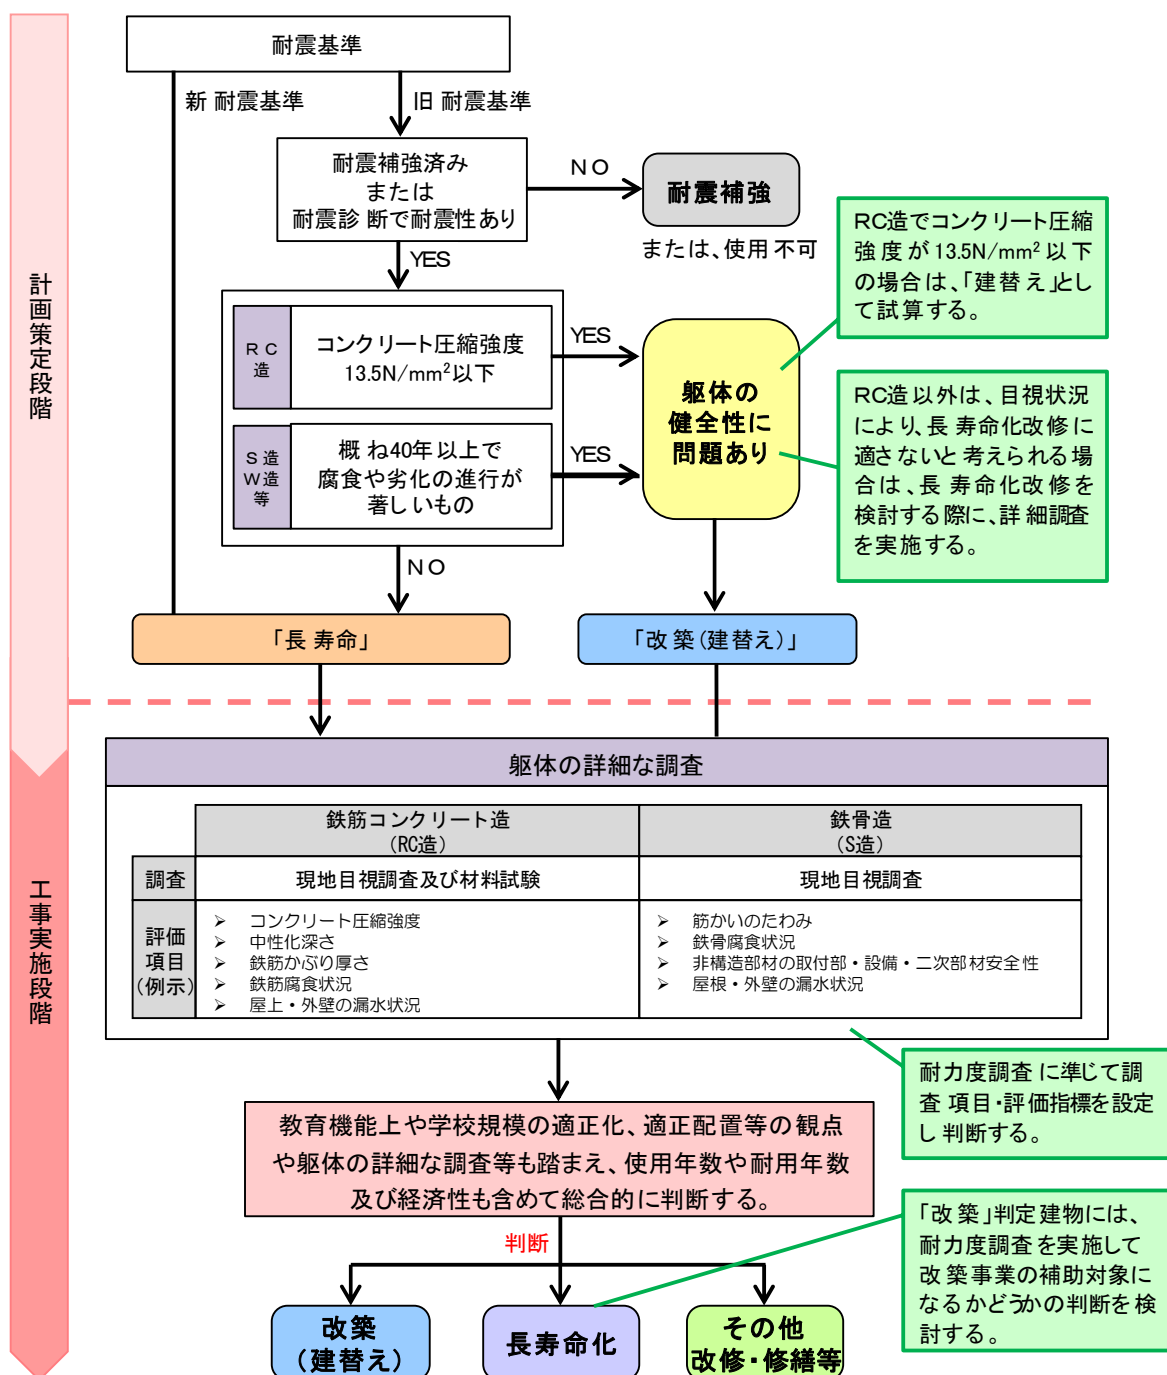 耐震基準
新耐震基準
旧耐震基準
耐震補強済み
または
耐震診断で耐震性あり
NO
耐震補強
または、使用不可
YES
RC
造
コンクリート圧縮強度
13.5N/mm²以下
YES
S造
W造
等
概ね40年以上で
腐食や劣化の進行が
著しいもの
YES
躯体の
健全性に
問題あり
RC造でコンクリート圧縮
強度が13.5N/mm²以下
の場合は、「建替え」とし
て試算する。
RC造以外は、目視状況
により、長寿命化改修に
適さないと考えられる場
合は、長寿命化改修を
検討する際に、詳細調査
を実施する。
NO
「長寿命」
「改築(建替え)」
計画策定段階
工事実施段階
躯体の詳細な調査
鉄筋コンクリート造
(RC造)
鉄骨造
(S造)
調査
現地目視調査及び材料試験
現地目視調査
評価
項目
(例示)
➢ コンクリート圧縮強度
➢ 中性化深さ
➢ 鉄筋かぶり厚さ
➢ 鉄筋腐食状況
➢ 屋上・外壁の漏水状況
➢ 筋かいのたわみ
➢ 鉄骨腐食状況
➢ 非構造部材の取付部・設備・二次部材安全性
➢ 屋根・外壁の漏水状況
耐力度調査に準じて調
査項目・評価指標を設定
し判断する。
教育機能上や学校規模の適正化、適正配置等の観点
や躯体の詳細な調査等も踏まえ、使用年数や耐用年数
及び経済性も含めて総合的に判断する。
判断
「改築」判定建物には、
耐力度調査を実施して
改築事業の補助対象に
なるかどうかの判断を検
討する。
改築
(建替え)
長寿命化
その他
改修・修繕等